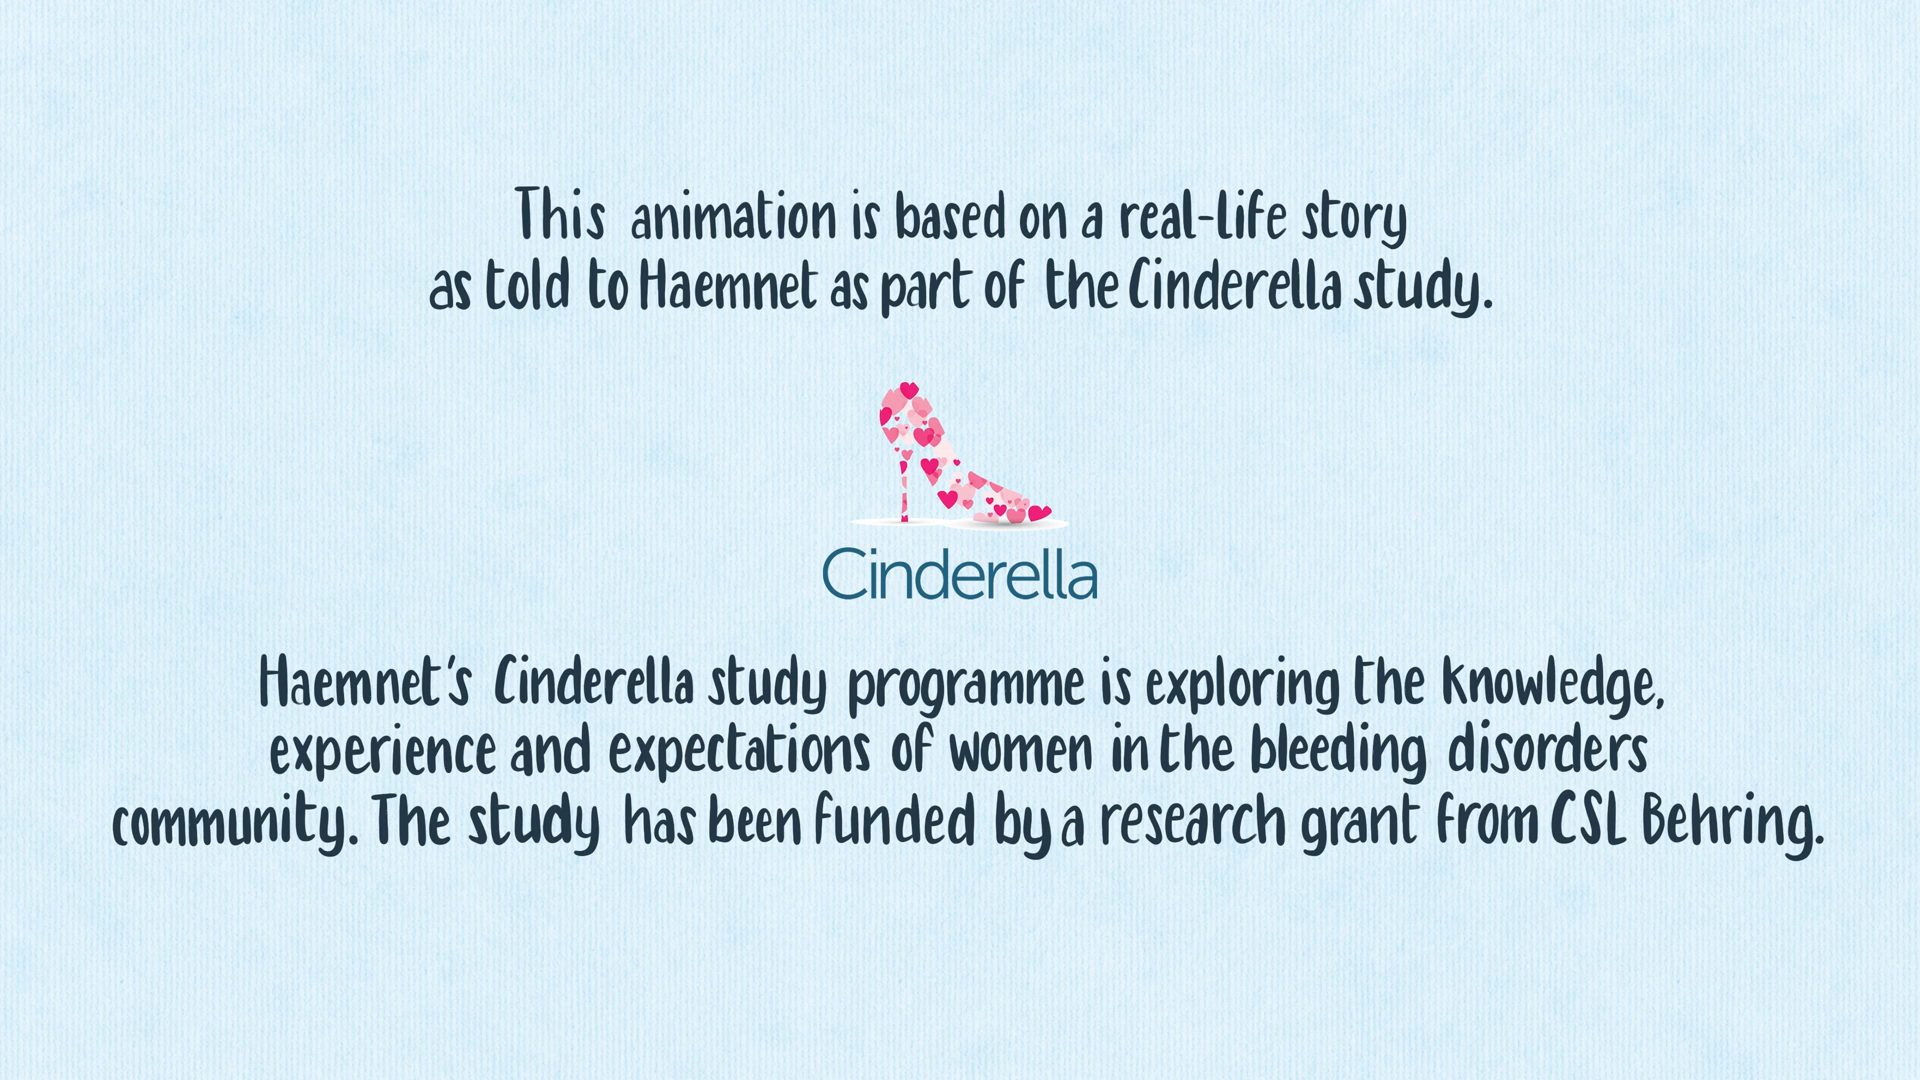 This animation is based on a real-life story
as told to Haemnet as part of the Cinderella study.
Cinderella
Haemnet's Cinderella study programme is exploring the knowledge,
experience and expectations of women in the bleeding disorders
community. The study has been funded by a research grant from CSL Behring.